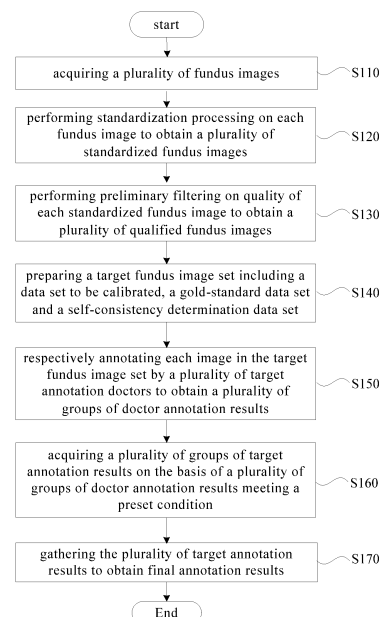 start
acquiring a plurality of fundus images
S110
performing standardization processing on each
fundus image to obtain a plurality of
standardized fundus images
S120
performing preliminary filtering on quality of
each standardized fundus image to obtain a
plurality of qualified fundus images
S130
preparing a target fundus image set including a
data set to be calibrated, a gold-standard data set
and a self-consistency determination data set
S140
respectively annotating each image in the target
fundus image set by a plurality of target
annotation doctors to obtain a plurality of
groups of doctor annotation results
S150
acquiring a plurality of groups of target
annotation results on the basis of a plurality of
groups of doctor annotation results meeting a
preset condition
S160
gathering the plurality of target annotation
results to obtain final annotation results
S170
End